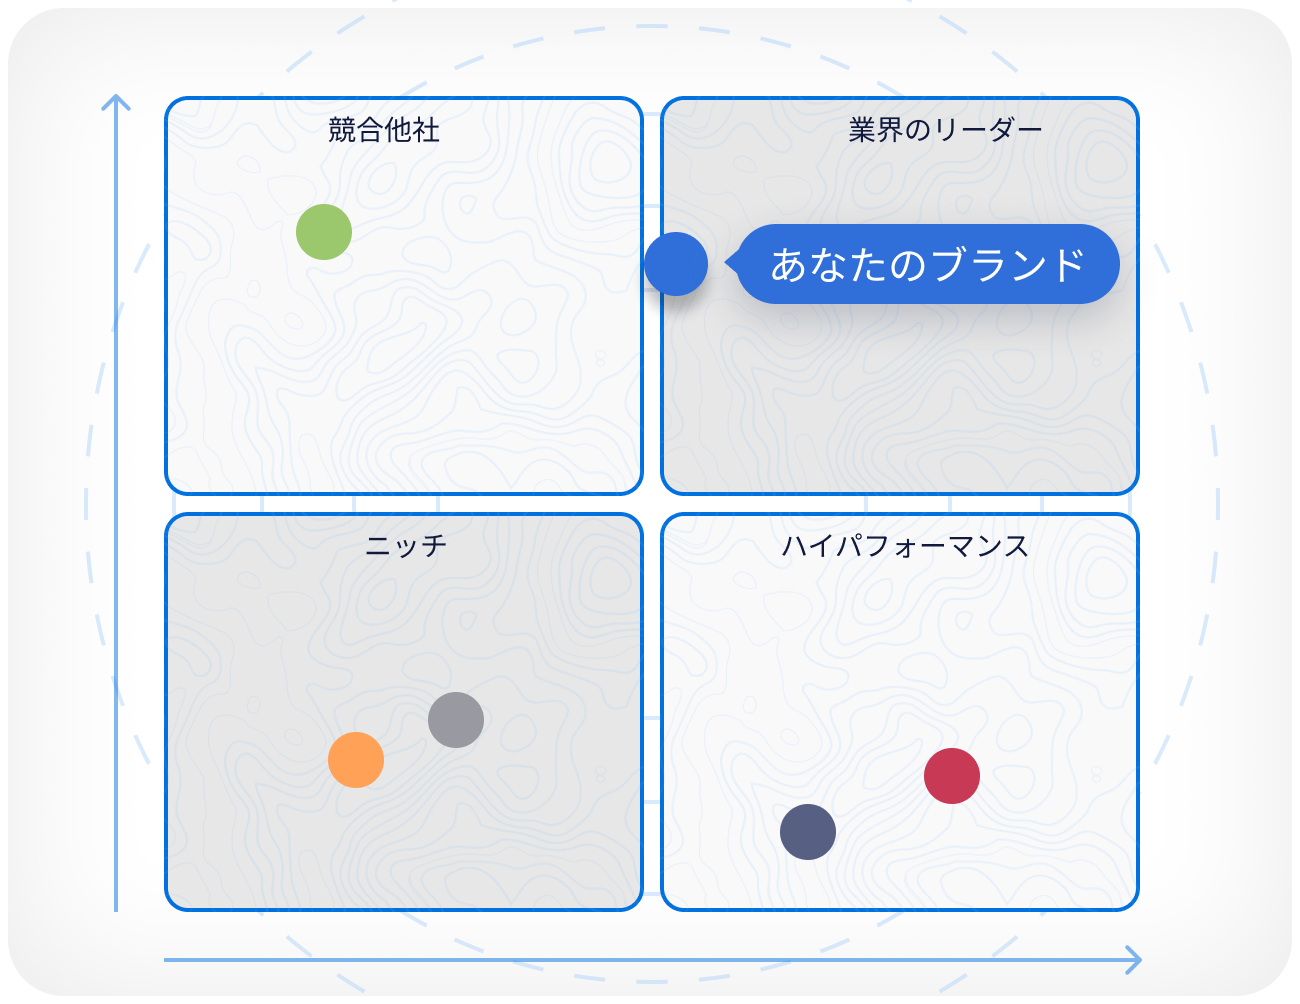 競合他社
業界のリーダー
あなたのブランド
ニッチ
ハイパフォーマンス